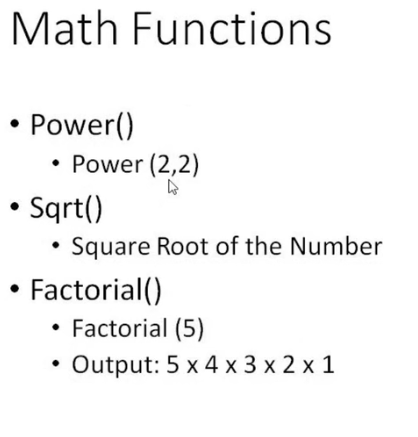 Math Functions
• Power()
• Power (2,2)
• Sqrt()
• Square Root of the Number
• Factorial()
• Factorial (5)
• Output: 5 x 4 x 3 x 2 x 1